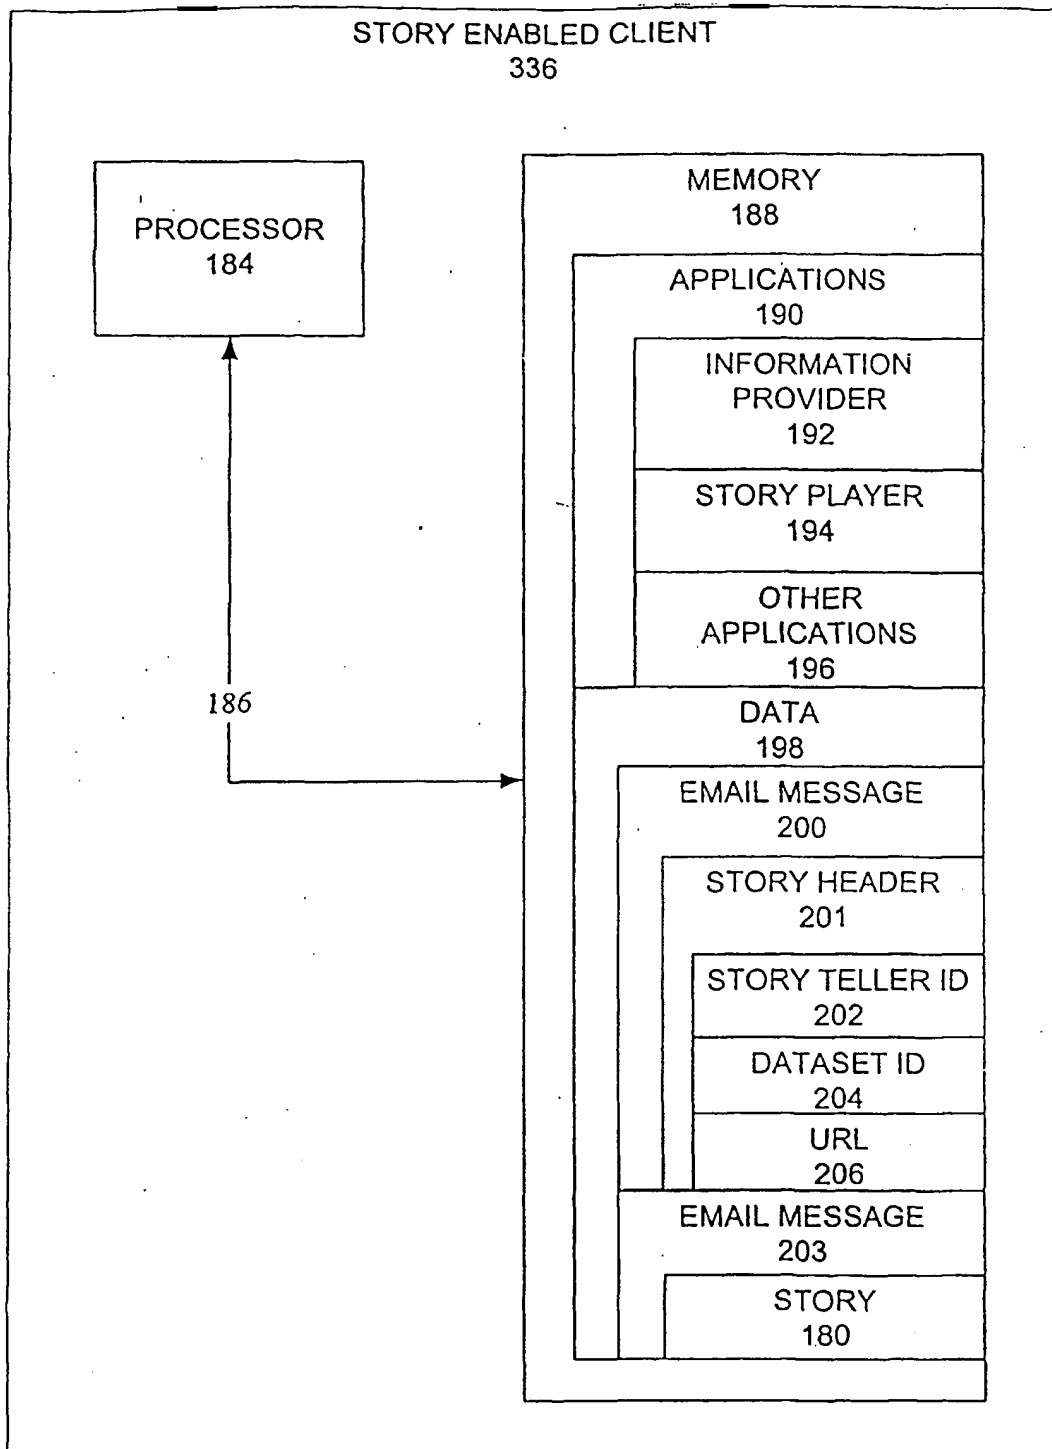 STORY ENABLED CLIENT
336
PROCESSOR
184
186
MEMORY
188
APPLICATIONS
190
INFORMATION
PROVIDER
192
STORY PLAYER
194
OTHER
APPLICATIONS
196
DATA
198
EMAIL MESSAGE
200
STORY HEADER
201
STORY TELLER ID
202
DATASET ID
204
URL
206
EMAIL MESSAGE
203
STORY
180